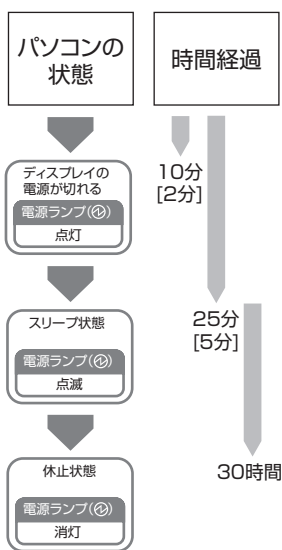 パソコンの
状態
時間経過
ディスプレイの
電源が切れる
電源ランプ()
点灯
10分
[2分]
スリープ状態
電源ランプ()
点滅
25分
[5分]
休止状態
電源ランプ()
消灯
30時間